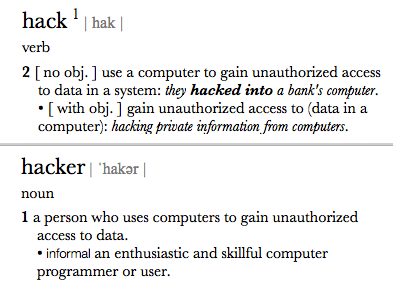 hack 1 | hak |
verb
2 [ no obj. ] use a computer to gain unauthorized access
to data in a system: they hacked into a bank's computer.
• [ with obj. ] gain unauthorized access to (data in a
computer): hacking private information from computers.
hacker | ˈhakər |
noun
1 a person who uses computers to gain unauthorized
access to data.
• informal an enthusiastic and skillful computer
programmer or user.